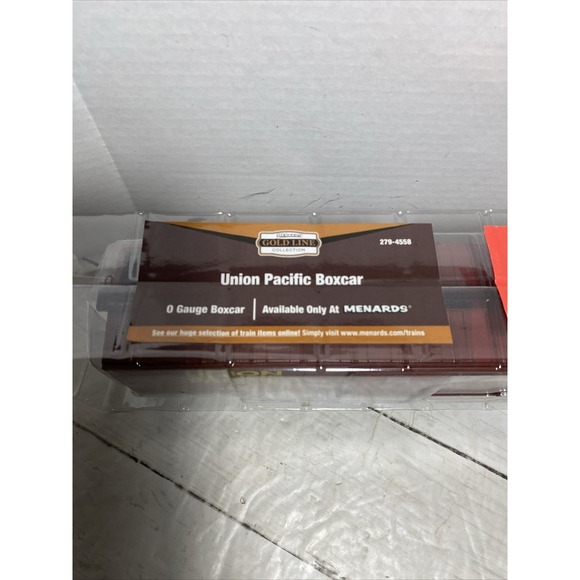 MENARDS
GOLD LINE
COLLECTION
279-4558
Union Pacific Boxcar
O Gauge Boxcar
Available Only At MENARDS®
See our huge selection of train items online! Simply visit www.menards.com/trains